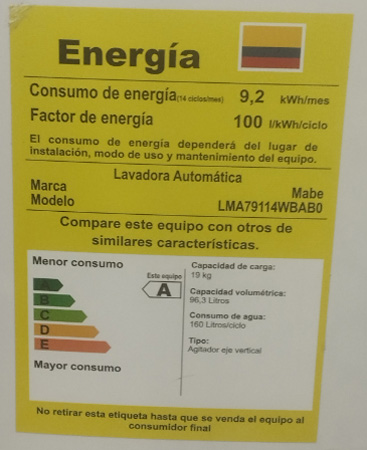 Energía
Consumo de energía(14 ciclos/mes) 9,2 kWh/mes
Factor de energía 100 l/kWh/ciclo
El consumo de energía dependerá del lugar de
instalación, modo de uso y mantenimiento del equipo.
Lavadora Automática
Marca Mabe
Modelo LMA79114WBAB0
Compare este equipo con otros de
similares características.
Menor consumo
Este equipo
A
A
B
C
D
E
Mayor consumo
Capacidad de carga:
19 kg
Capacidad volumétrica:
96,3 Litros
Consumo de agua:
160 Litros/ciclo
Tipo:
Agitador eje vertical
No retirar esta etiqueta hasta que se venda el equipo al
consumidor final